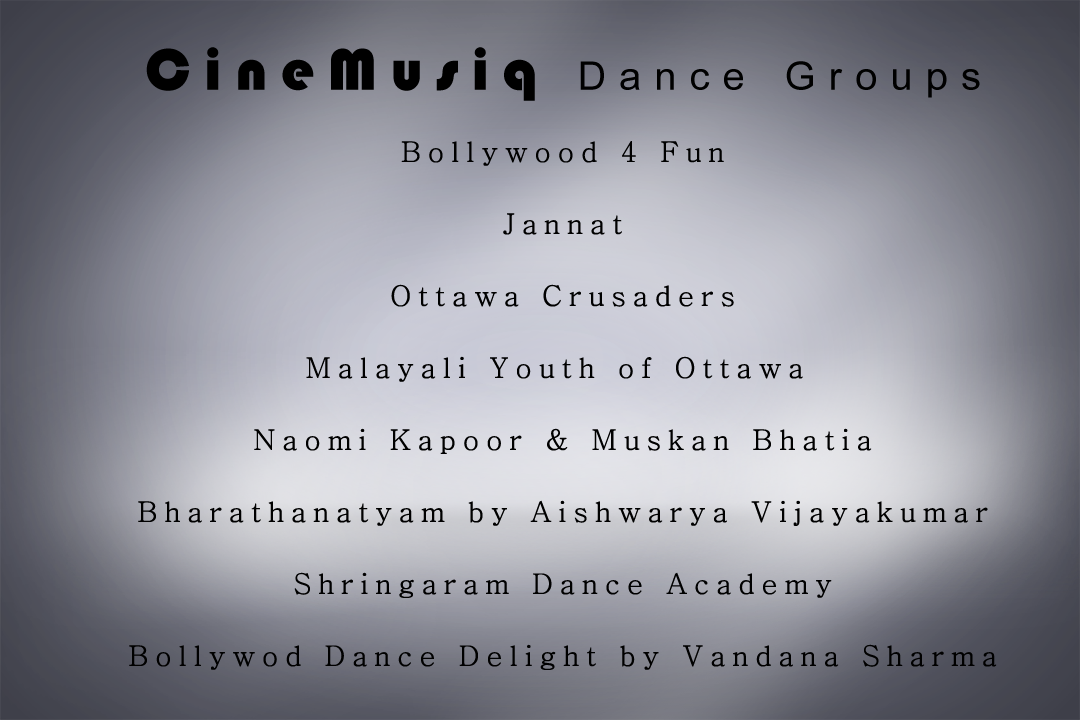 CineMusiq Dance Groups
Bollywood 4 Fun
Jannat
Ottawa Crusaders
Malayali Youth of Ottawa
Naomi Kapoor & Muskan Bhatia
Bharathanatyam by Aishwarya Vijayakumar
Shringaram Dance Academy
Bollywod Dance Delight by Vandana Sharma